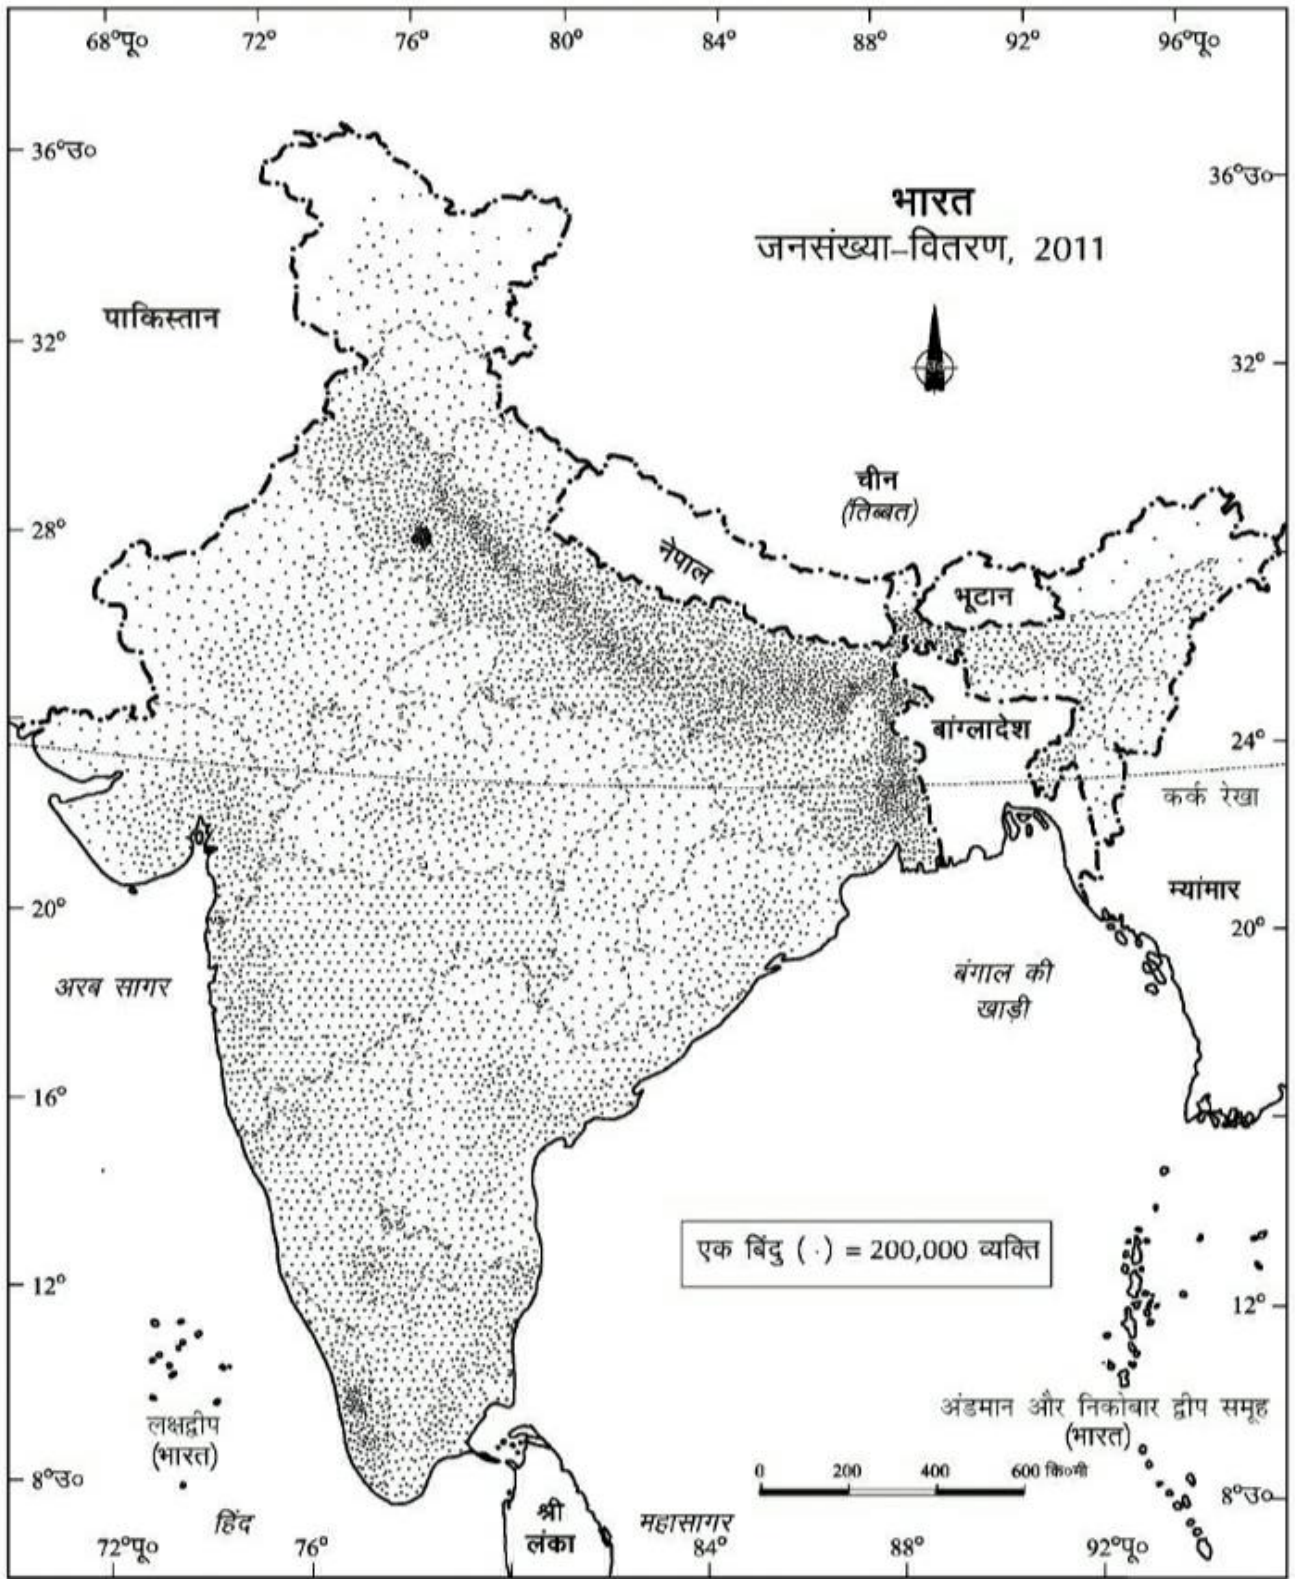 68°पू०
72°
76°
80°
84°
88°
92°
96°पू०
36°उ०
36°उ०
भारत
जनसंख्या–वितरण, 2011
पाकिस्तान
32°
32°
चीन
(तिब्बत)
28°
नेपाल
भूटान
बांग्लादेश
24°
कर्क रेखा
म्यांमार
20°
20°
अरब सागर
बंगाल की
खाड़ी
16°
एक बिंदु (·) = 200,000 व्यक्ति
12°
12°
लक्षद्वीप
(भारत)
अंडमान और निकोबार द्वीप समूह
(भारत)
0
200
400
600 कि०मी
8°उ०
8°उ०
हिंद
श्री
लंका
महासागर
72°पू०
76°
84°
88°
92°पू०